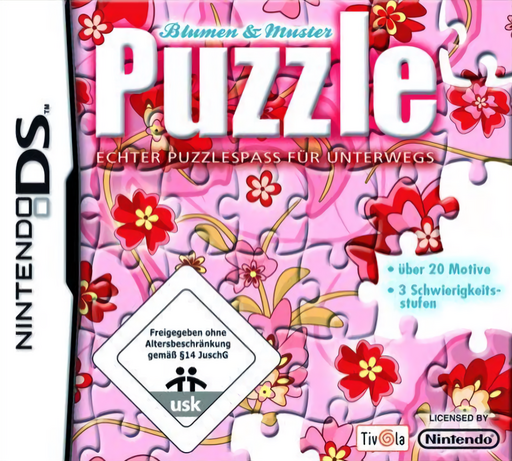 Blumen & Muster
Puzzle
ECHTER PUZZLESPASS FÜR UNTERWEGS
NINTENDO DS™
• über 20 Motive
• 3 Schwierigkeits-
stufen
Freigegeben ohne
Altersbeschränkung
gemäß §14 JuschG
usk
Tivola
LICENSED BY
Nintendo